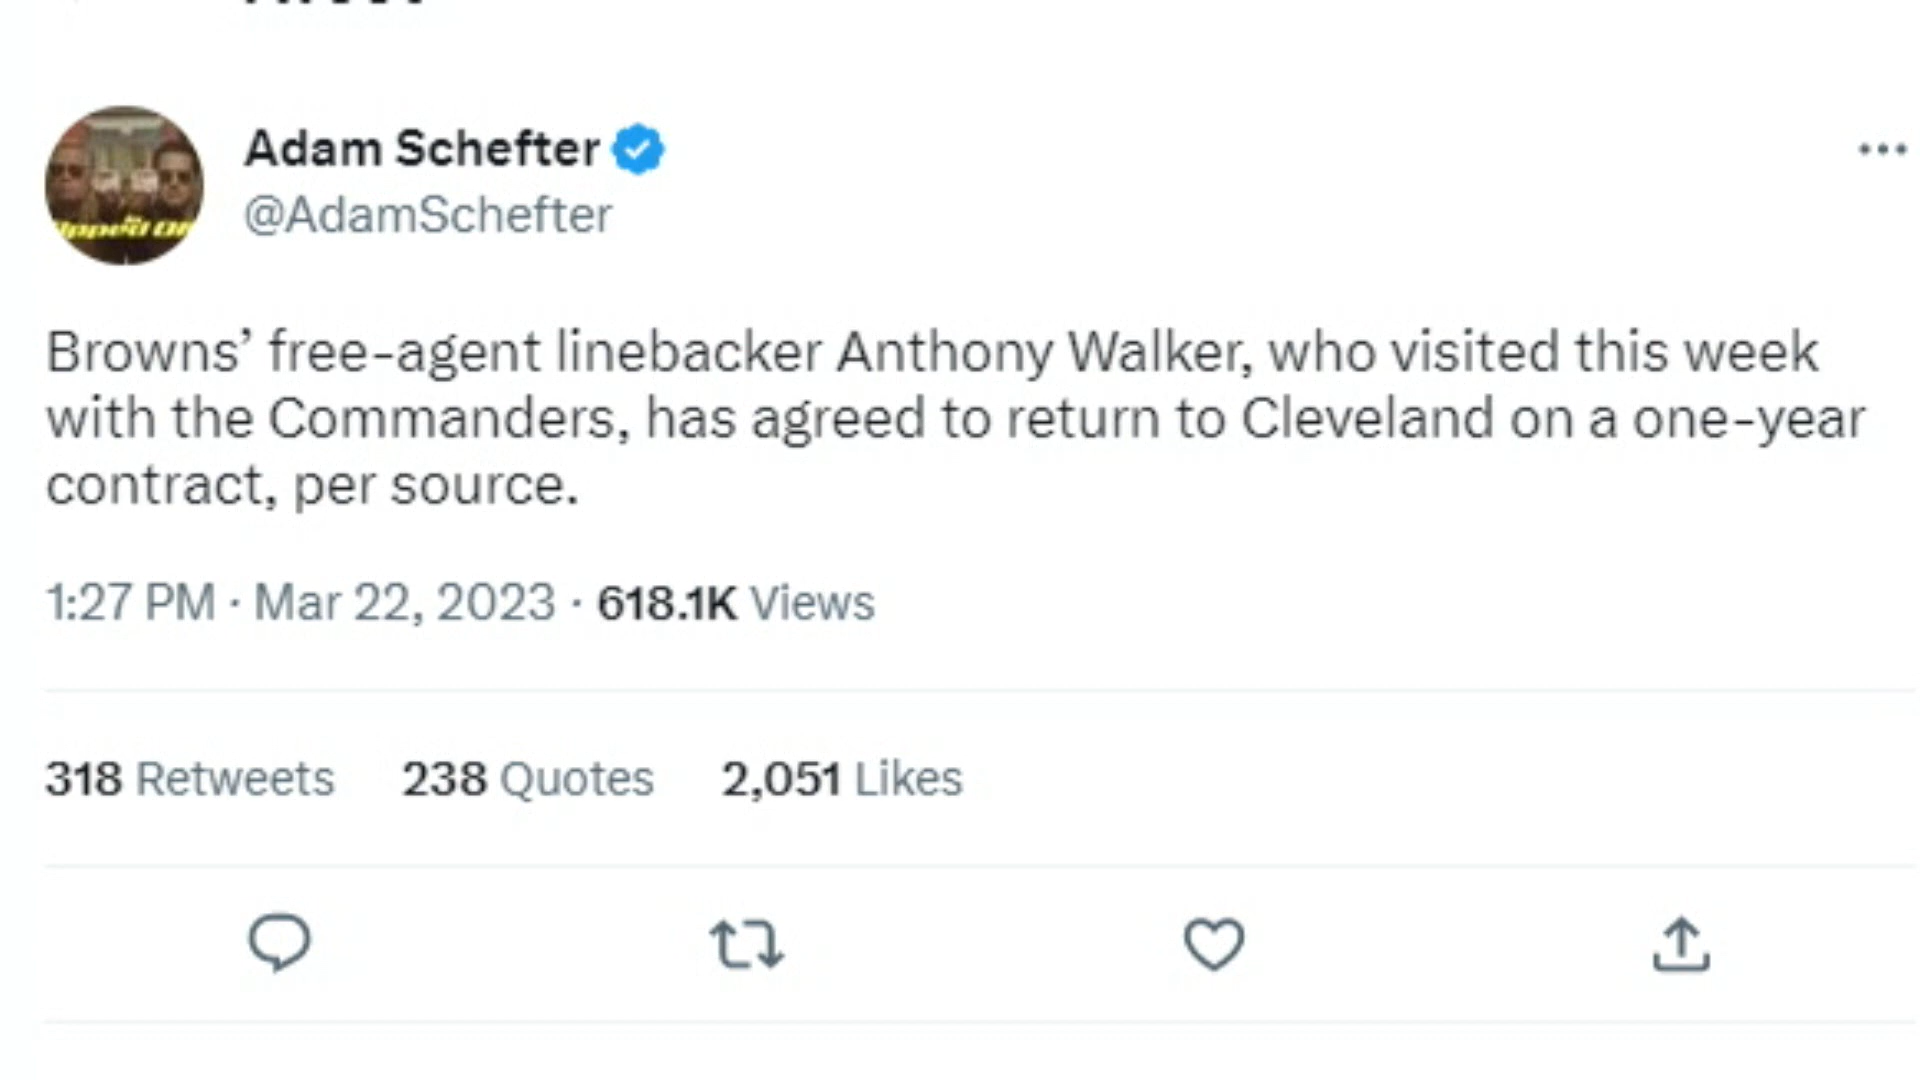 Adam Schefter
@AdamSchefter
Browns’ free-agent linebacker Anthony Walker, who visited this week
with the Commanders, has agreed to return to Cleveland on a one-year
contract, per source.
1:27 PM · Mar 22, 2023 · 618.1K Views
318 Retweets 238 Quotes 2,051 Likes